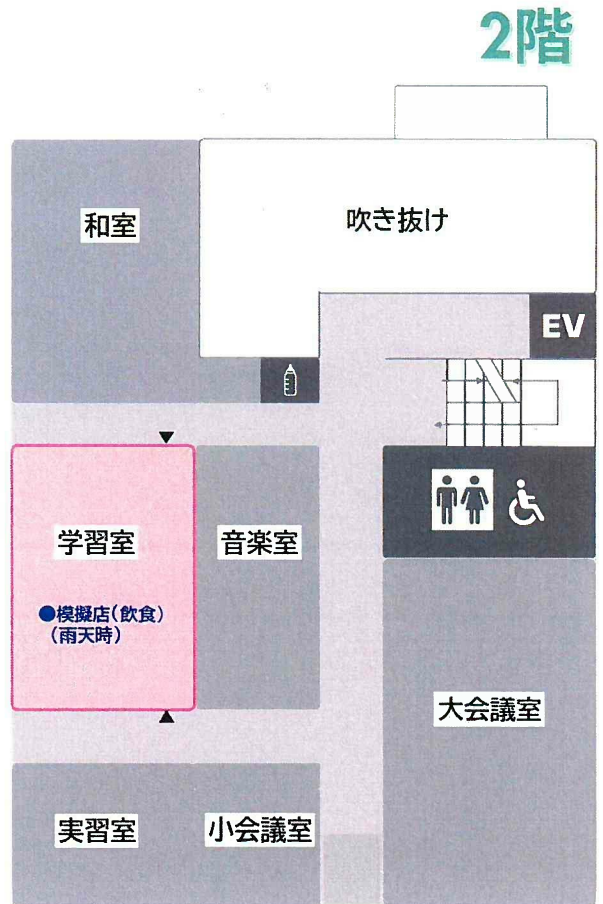 2階
和室
吹き抜け
EV
学習室
音楽室
●模擬店(飲食)
(雨天時)
大会議室
実習室
小会議室